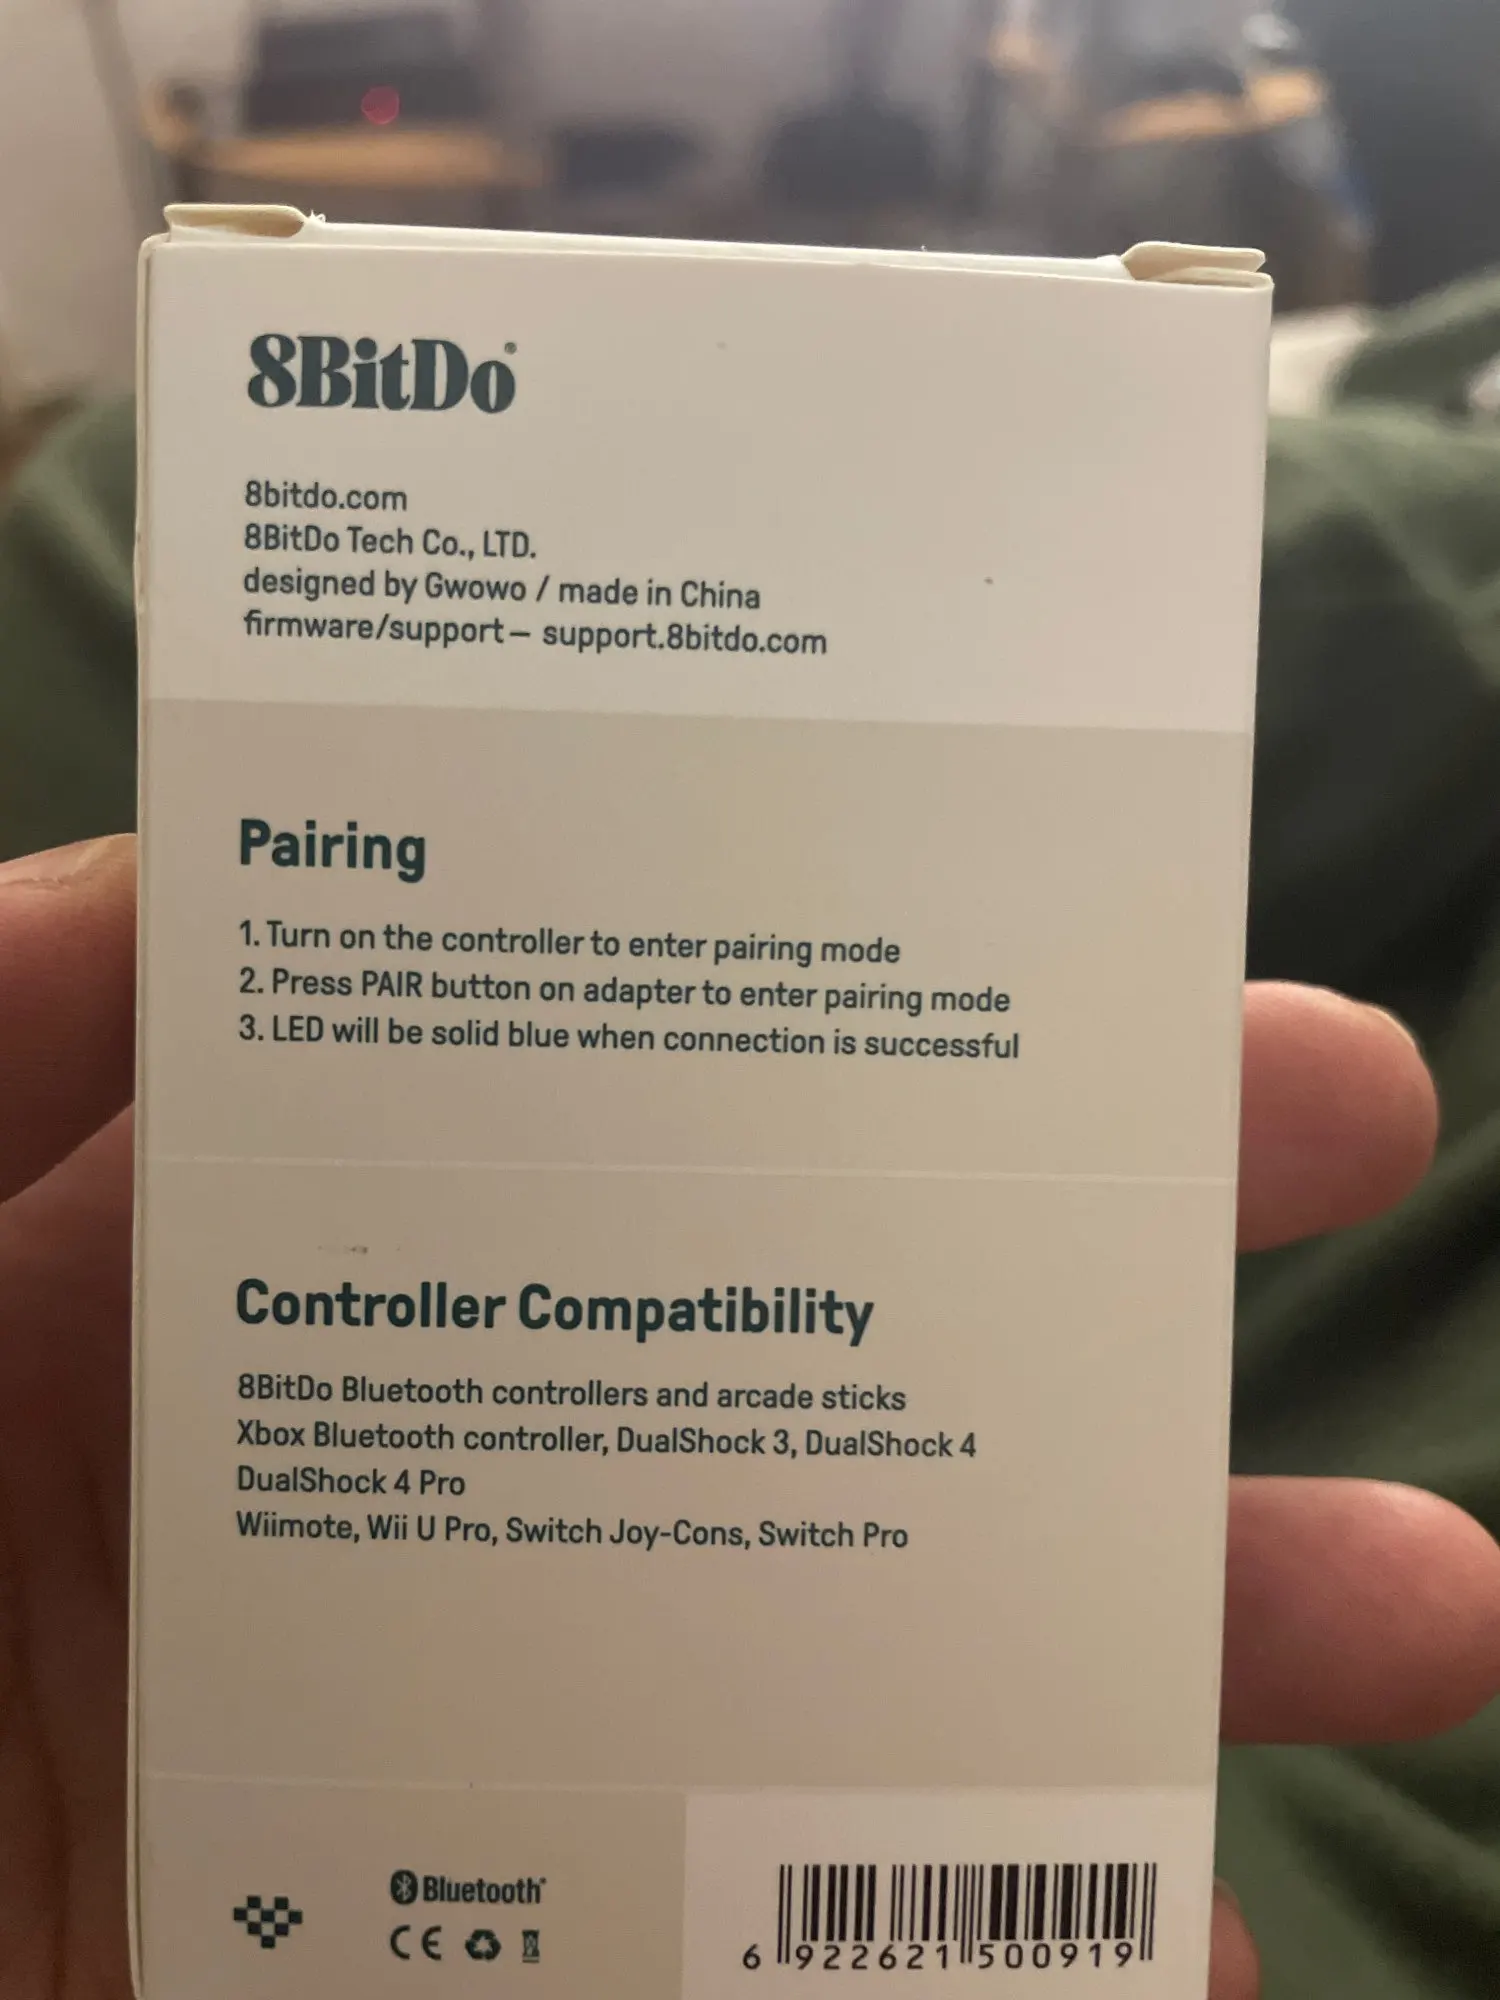 8BitDo®
8bitdo.com
8BitDo Tech Co., LTD.
designed by Gwowo / made in China
firmware/support– support.8bitdo.com
Pairing
1. Turn on the controller to enter pairing mode
2. Press PAIR button on adapter to enter pairing mode
3. LED will be solid blue when connection is successful
Controller Compatibility
8BitDo Bluetooth controllers and arcade sticks
Xbox Bluetooth controller, DualShock 3, DualShock 4
DualShock 4 Pro
Wiimote, Wii U Pro, Switch Joy-Cons, Switch Pro
Bluetooth®
CE
6 922621 500919